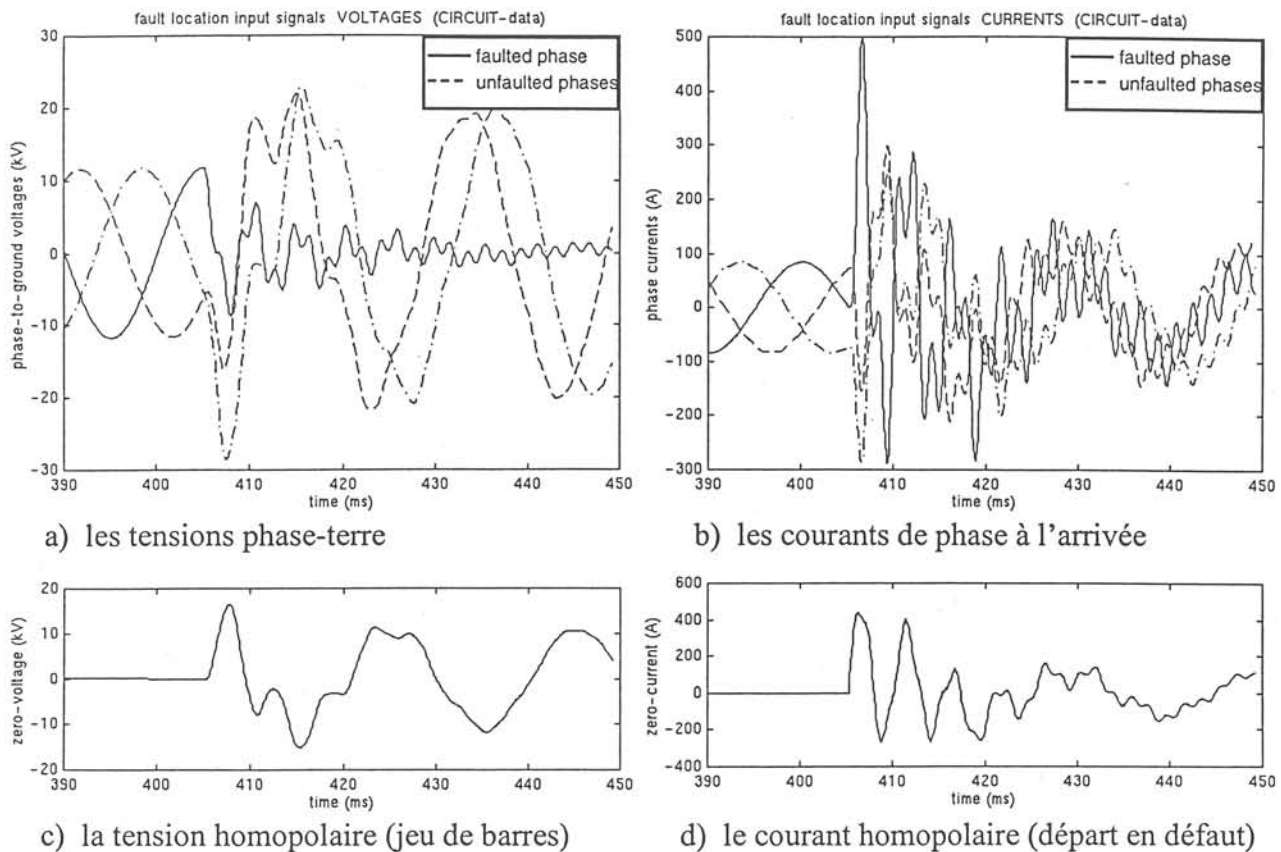 fault location input signals VOLTAGES (CIRCUIT-data)
30
20
10
0
-10
-20
-30
phase-to-ground voltages (kV)
faulted phase
unfaulted phases
390 400 410 420 430 440 450
time (ms)
a) les tensions phase-terre
fault location input signals CURRENTS (CIRCUIT-data)
500
400
300
200
100
0
-100
-200
-300
phase currents (A)
faulted phase
unfaulted phases
390 400 410 420 430 440 450
time (ms)
b) les courants de phase à l'arrivée
20
10
0
-10
-20
zero-voltage (kV)
390 400 410 420 430 440 450
time (ms)
c) la tension homopolaire (jeu de barres)
600
400
200
0
-200
-400
zero-current (A)
390 400 410 420 430 440 450
time (ms)
d) le courant homopolaire (départ en défaut)